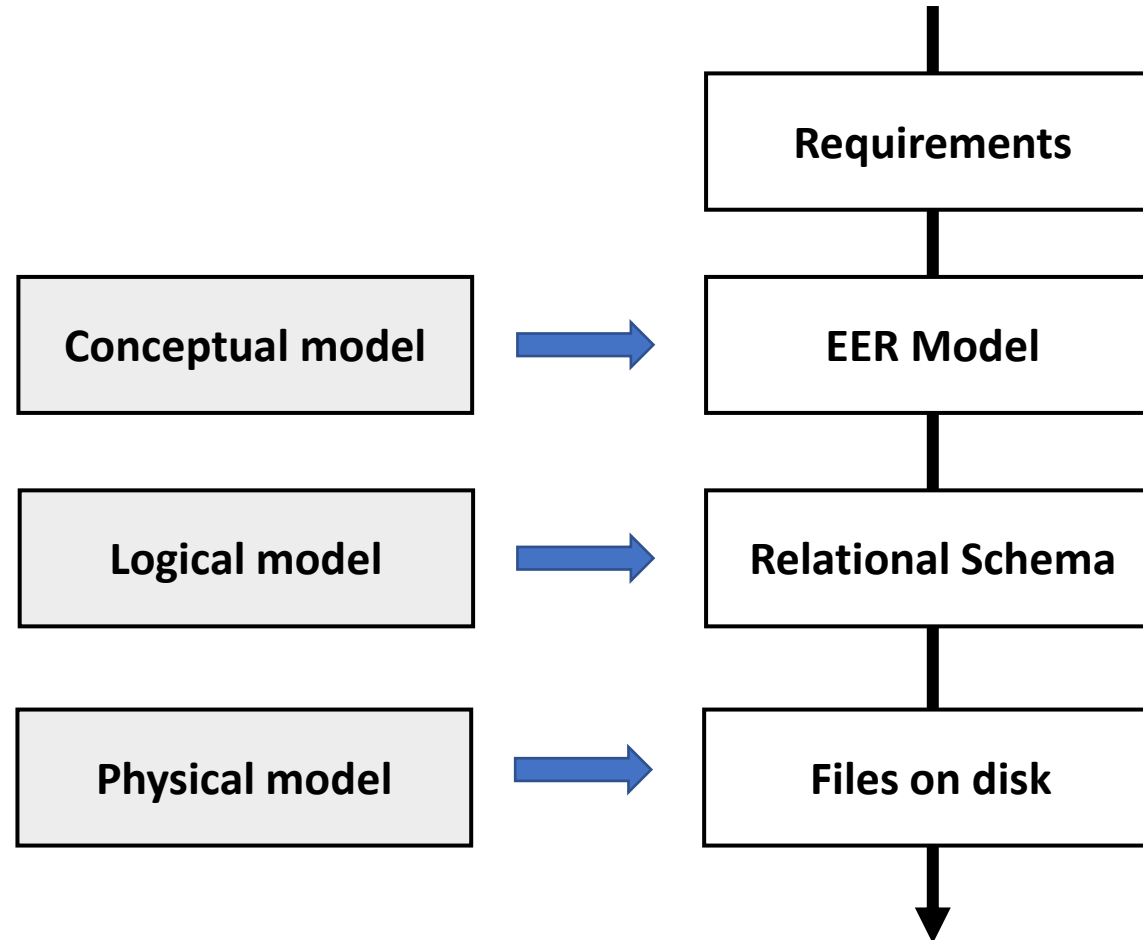 Requirements
Conceptual model
EER Model
Logical model
Relational Schema
Physical model
Files on disk